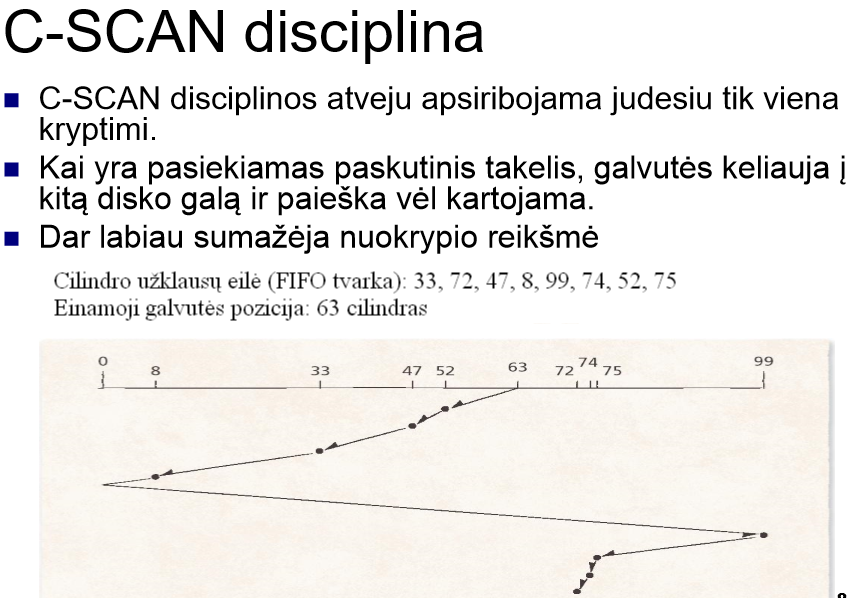 C-SCAN disciplina
C-SCAN disciplinos atveju apsiribojama judesiu tik viena
kryptimi.
Kai yra pasiekiamas paskutinis takelis, galvutės keliauja į
kitą disko galą ir paieška vėl kartojama.
Dar labiau sumažėja nuokrypio reikšmė
Cilindro užklausų eilė (FIFO tvarka): 33, 72, 47, 8, 99, 74, 52, 75
Einamoji galvutės pozicija: 63 cilindras
0 8 33 47 52 63 72 74 75 99